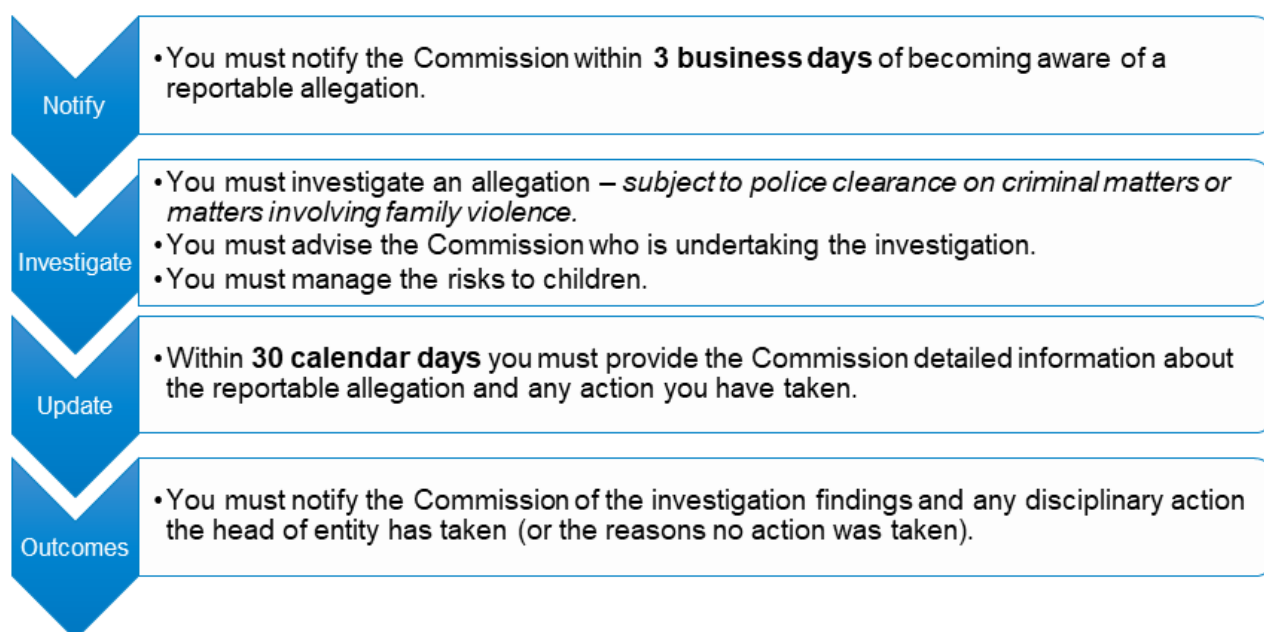 Notify
•You must notify the Commission within 3 business days of becoming aware of a
reportable allegation.
Investigate
•You must investigate an allegation – subject to police clearance on criminal matters or
matters involving family violence.
•You must advise the Commission who is undertaking the investigation.
•You must manage the risks to children.
Update
•Within 30 calendar days you must provide the Commission detailed information about
the reportable allegation and any action you have taken.
Outcomes
•You must notify the Commission of the investigation findings and any disciplinary action
the head of entity has taken (or the reasons no action was taken).